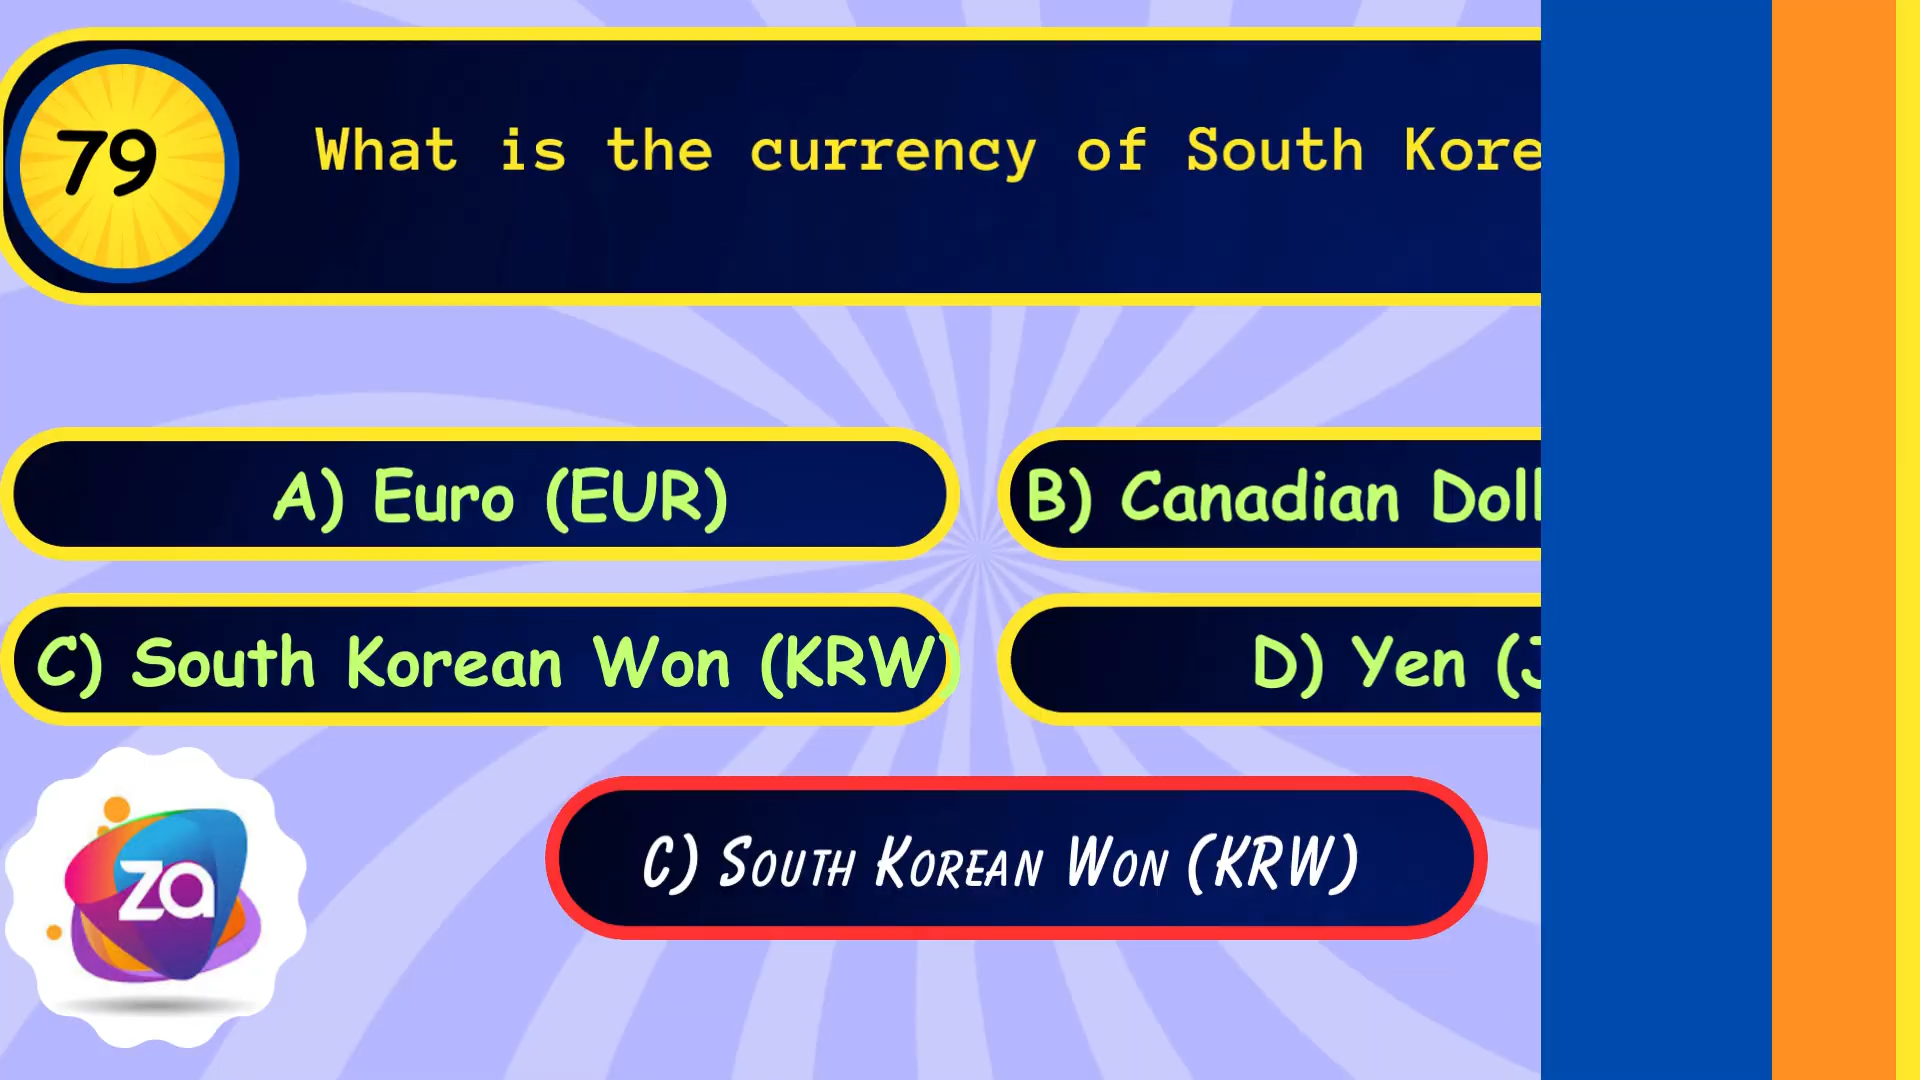 79
What is the currency of South Kore
A) Euro (EUR)
B) Canadian Doll
C) South Korean Won (KRW)
D) Yen (J
za
C) South Korean Won (KRW)